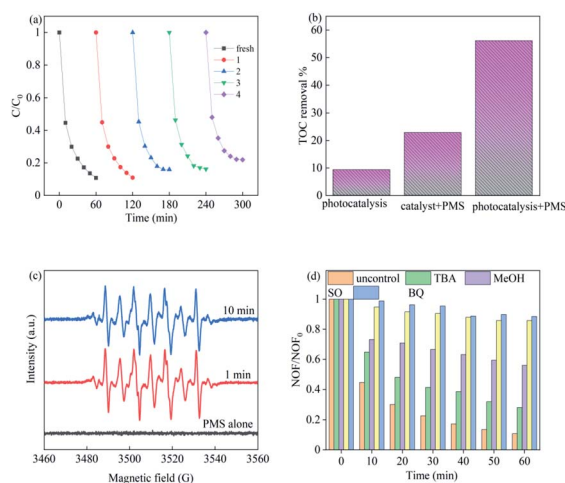 (a)
C/C0
1
0.8
0.6
0.4
0.2
0
fresh
1
2
3
4
0 60 120 180 240 300
Time (min)
(b)
TOC removal %
60
50
40
30
20
10
0
photocatalysis catalyst+PMS photocatalysis+PMS
(c)
Intensity (a.u.)
10 min
1 min
PMS alone
3460 3480 3500 3520 3540 3560
Magnetic field (G)
(d)
uncontrol TBA MeOH
SO BQ
NOF/NOF0
1
0.8
0.6
0.4
0.2
0
0 10 20 30 40 50 60
Time (min)